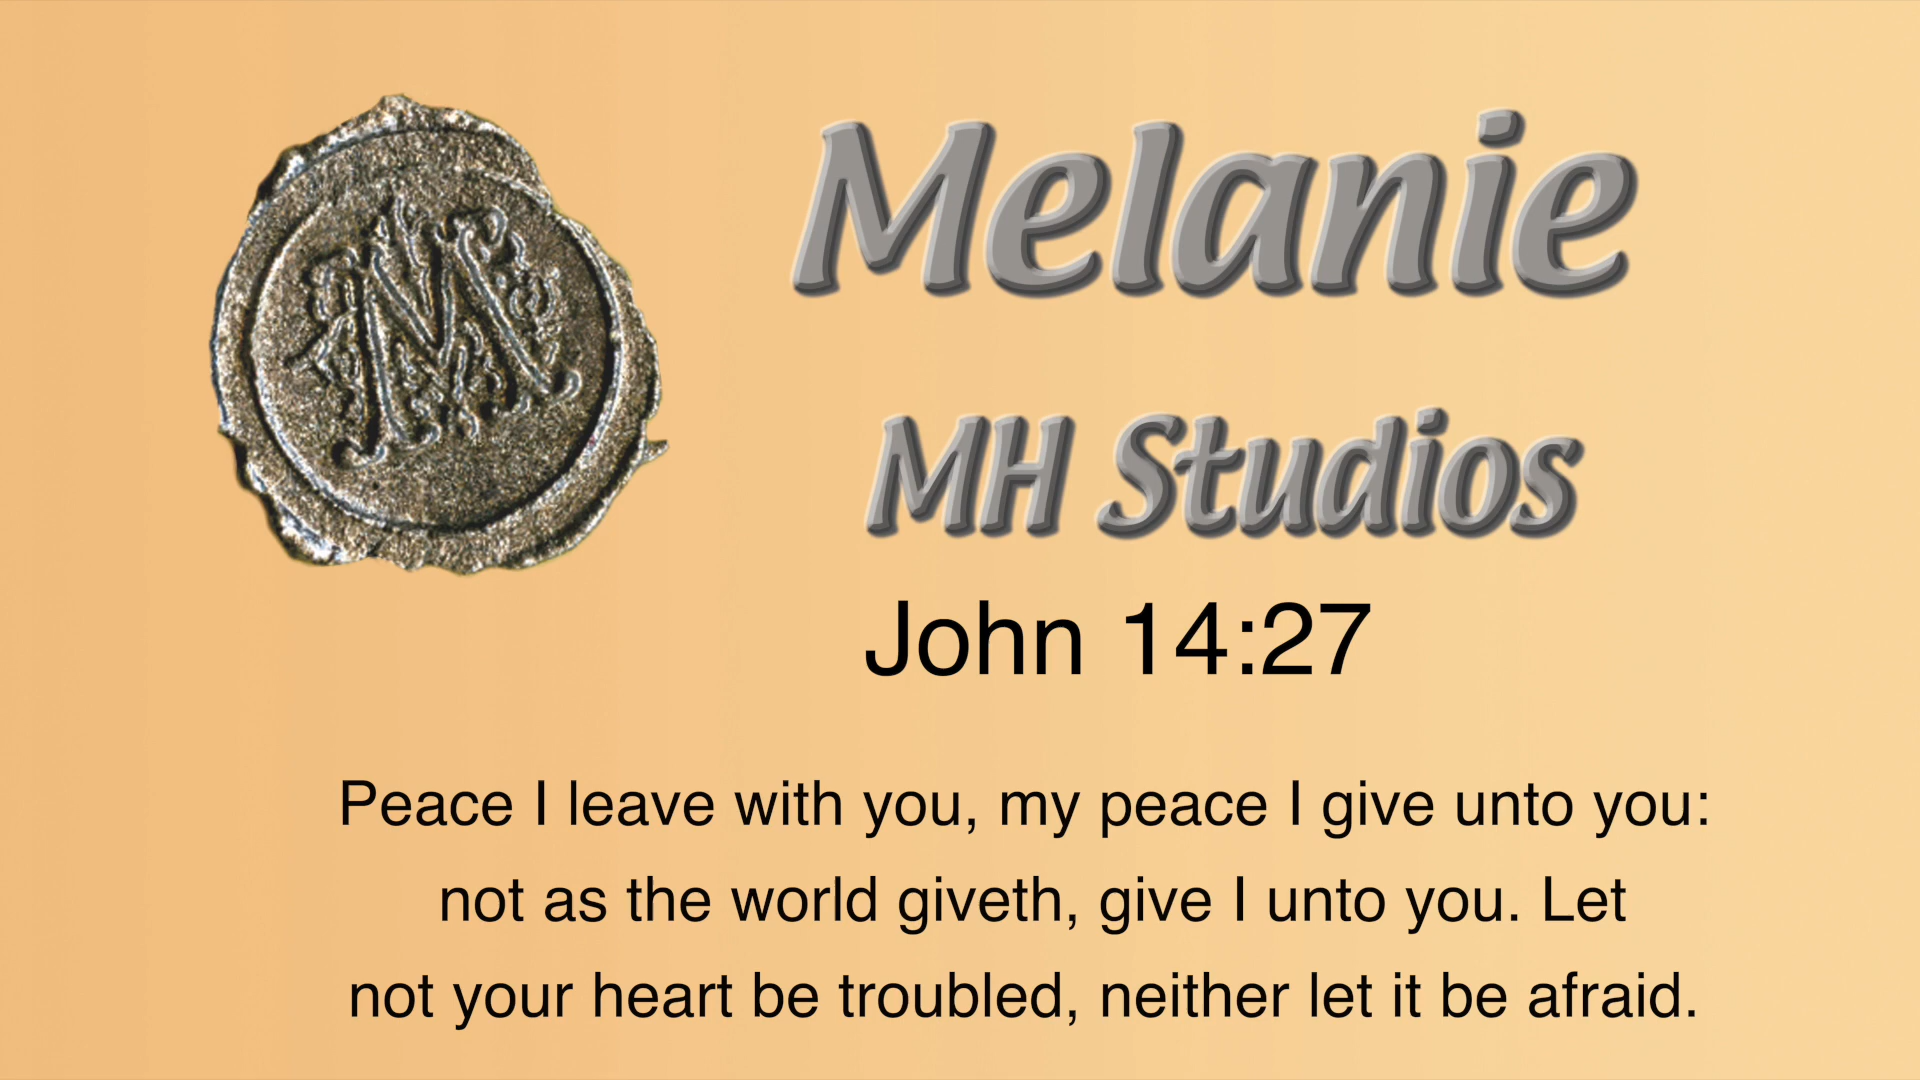 M
Melanie
MH Studios
John 14:27
Peace I leave with you, my peace I give unto you:
not as the world giveth, give I unto you. Let
not your heart be troubled, neither let it be afraid.